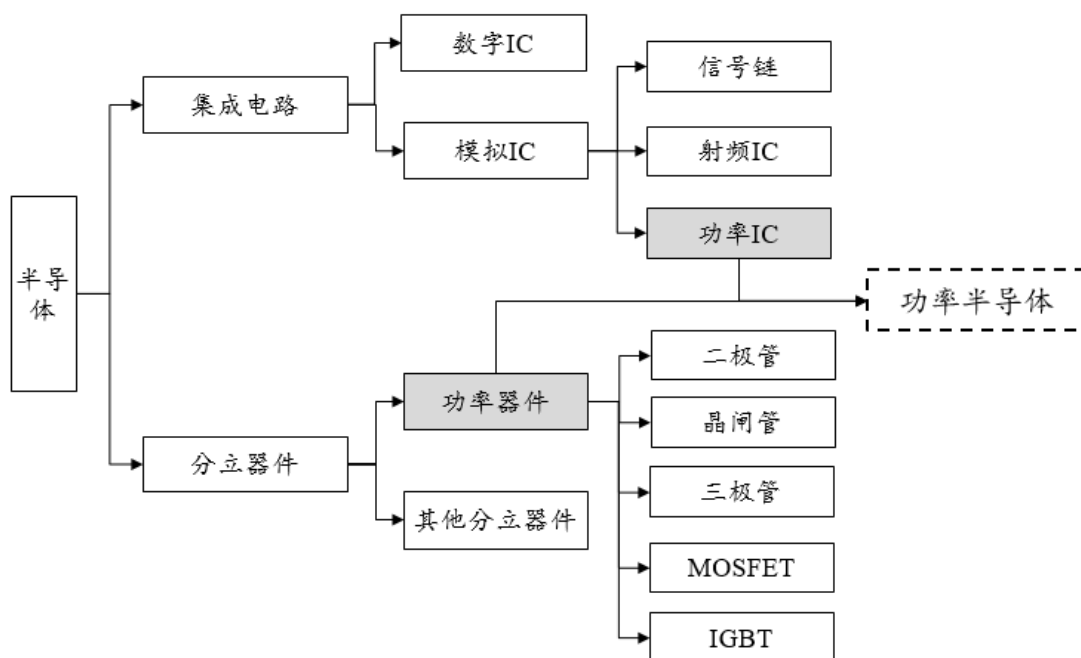 数字IC
信号链
集成电路
模拟IC
射频IC
功率IC
半导
体
功率半导体
二极管
功率器件
晶闸管
分立器件
三极管
其他分立器件
MOSFET
IGBT